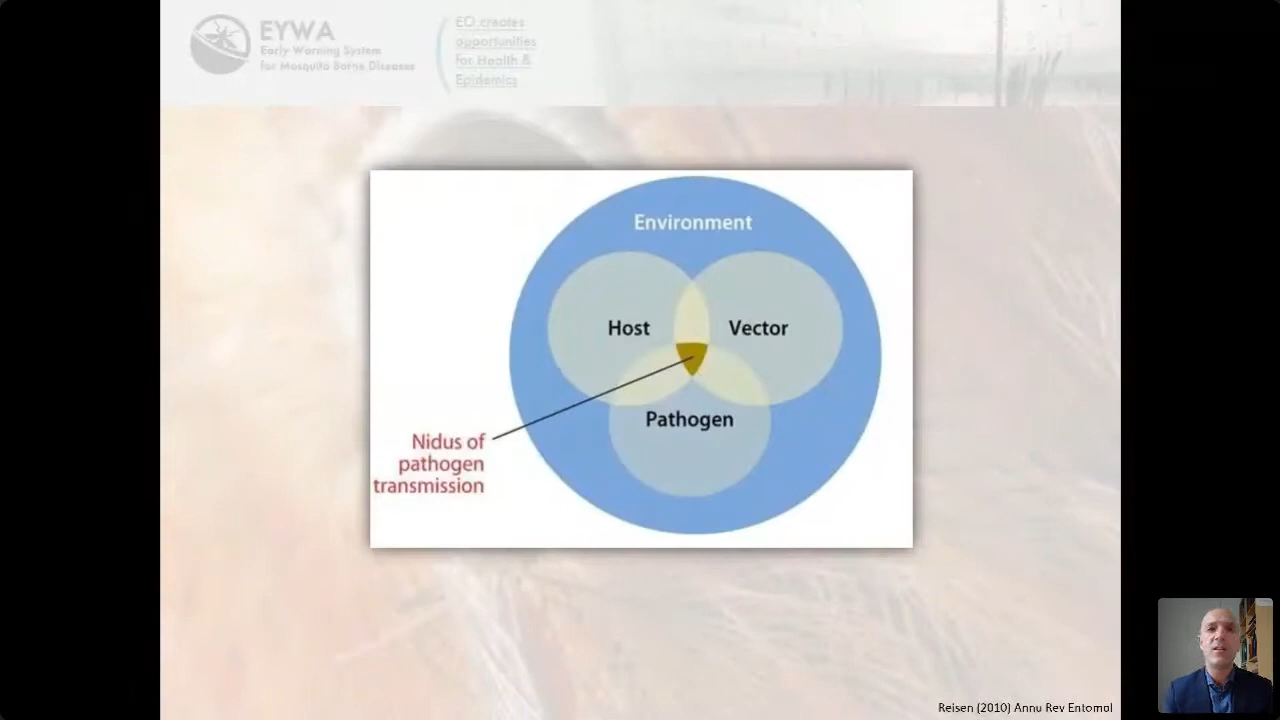 EYWA
Early Warning System
for Mosquito Borne Diseases
EO creates
opportunities
for Health &
Epidemics
Environment
Host
Vector
Pathogen
Nidus of
pathogen
transmission
Reisen (2010) Annu Rev Entomol